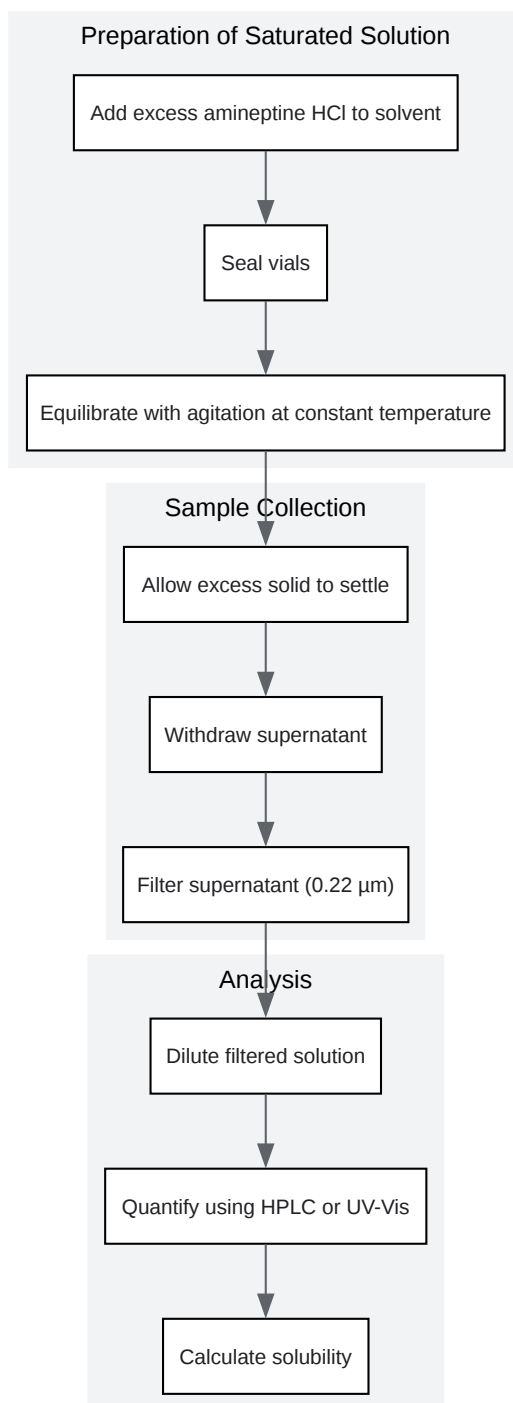 Preparation of Saturated Solution
Add excess amineptine HCl to solvent
Seal vials
Equilibrate with agitation at constant temperature
Sample Collection
Allow excess solid to settle
Withdraw supernatant
Filter supernatant (0.22 µm)
Analysis
Dilute filtered solution
Quantify using HPLC or UV-Vis
Calculate solubility